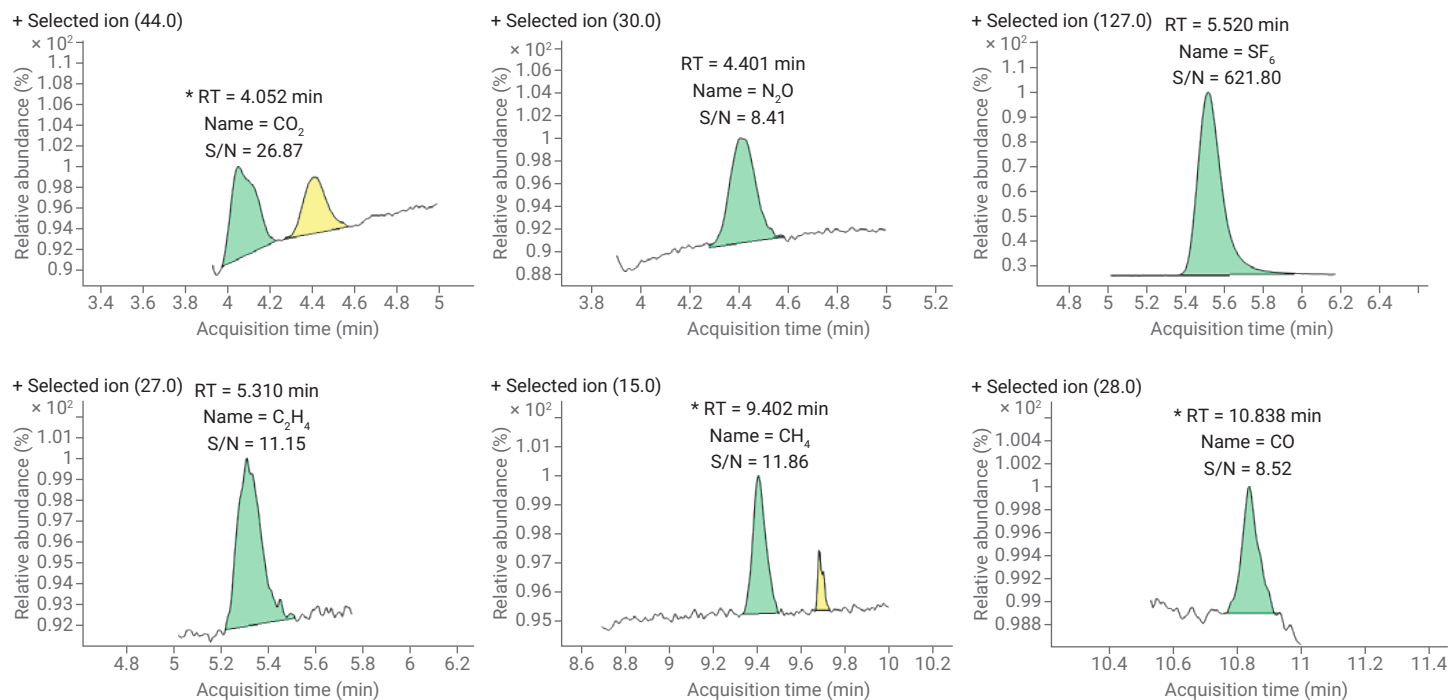 + Selected ion (44.0)
× 10²
1.1
1.08
1.06
1.04
1.02
1
0.98
0.96
0.94
0.92
0.9
Relative abundance (%)
* RT = 4.052 min
Name = CO₂
S/N = 26.87
3.4 3.6 3.8 4 4.2 4.4 4.6 4.8 5
Acquisition time (min)
+ Selected ion (30.0)
× 10²
1.06
1.04
1.02
1
0.98
0.96
0.94
0.92
0.9
0.88
Relative abundance (%)
RT = 4.401 min
Name = N₂O
S/N = 8.41
3.8 4 4.2 4.4 4.6 4.8 5 5.2
Acquisition time (min)
+ Selected ion (127.0)
× 10²
1.1
1
0.9
0.8
0.7
0.6
0.5
0.4
0.3
Relative abundance (%)
RT = 5.520 min
Name = SF₆
S/N = 621.80
4.8 5 5.2 5.4 5.6 5.8 6 6.2 6.4
Acquisition time (min)
+ Selected ion (27.0)
× 10²
1.01
1
0.99
0.98
0.97
0.96
0.95
0.94
0.93
0.92
Relative abundance (%)
RT = 5.310 min
Name = C₂H₄
S/N = 11.15
4.8 5 5.2 5.4 5.6 5.8 6 6.2
Acquisition time (min)
+ Selected ion (15.0)
× 10²
1.01
1
0.99
0.98
0.97
0.96
0.95
Relative abundance (%)
* RT = 9.402 min
Name = CH₄
S/N = 11.86
8.6 8.8 9 9.2 9.4 9.6 9.8 10 10.2
Acquisition time (min)
+ Selected ion (28.0)
× 10²
1.004
1.002
1
0.998
0.996
0.994
0.992
0.99
0.988
Relative abundance (%)
* RT = 10.838 min
Name = CO
S/N = 8.52
10.4 10.6 10.8 11 11.2 11.4
Acquisition time (min)